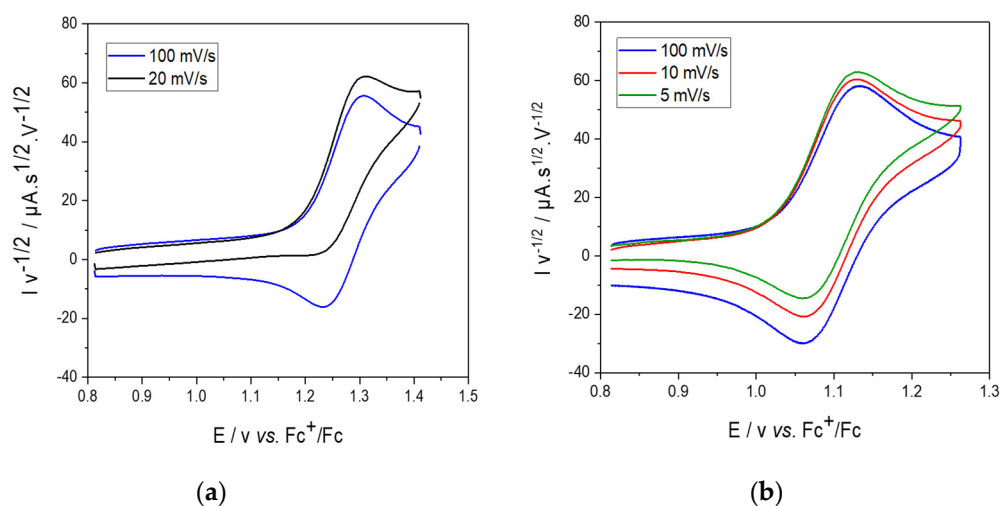 80
60
40
20
0
-20
-40
I v⁻¹/² / µA.s¹/².V⁻¹/²
100 mV/s
20 mV/s
0.8 0.9 1.0 1.1 1.2 1.3 1.4 1.5
E / v vs. Fc⁺/Fc
(a)
80
60
40
20
0
-20
-40
I v⁻¹/² / µA.s¹/².V⁻¹/²
100 mV/s
10 mV/s
5 mV/s
0.8 0.9 1.0 1.1 1.2 1.3
E / v vs. Fc⁺/Fc
(b)